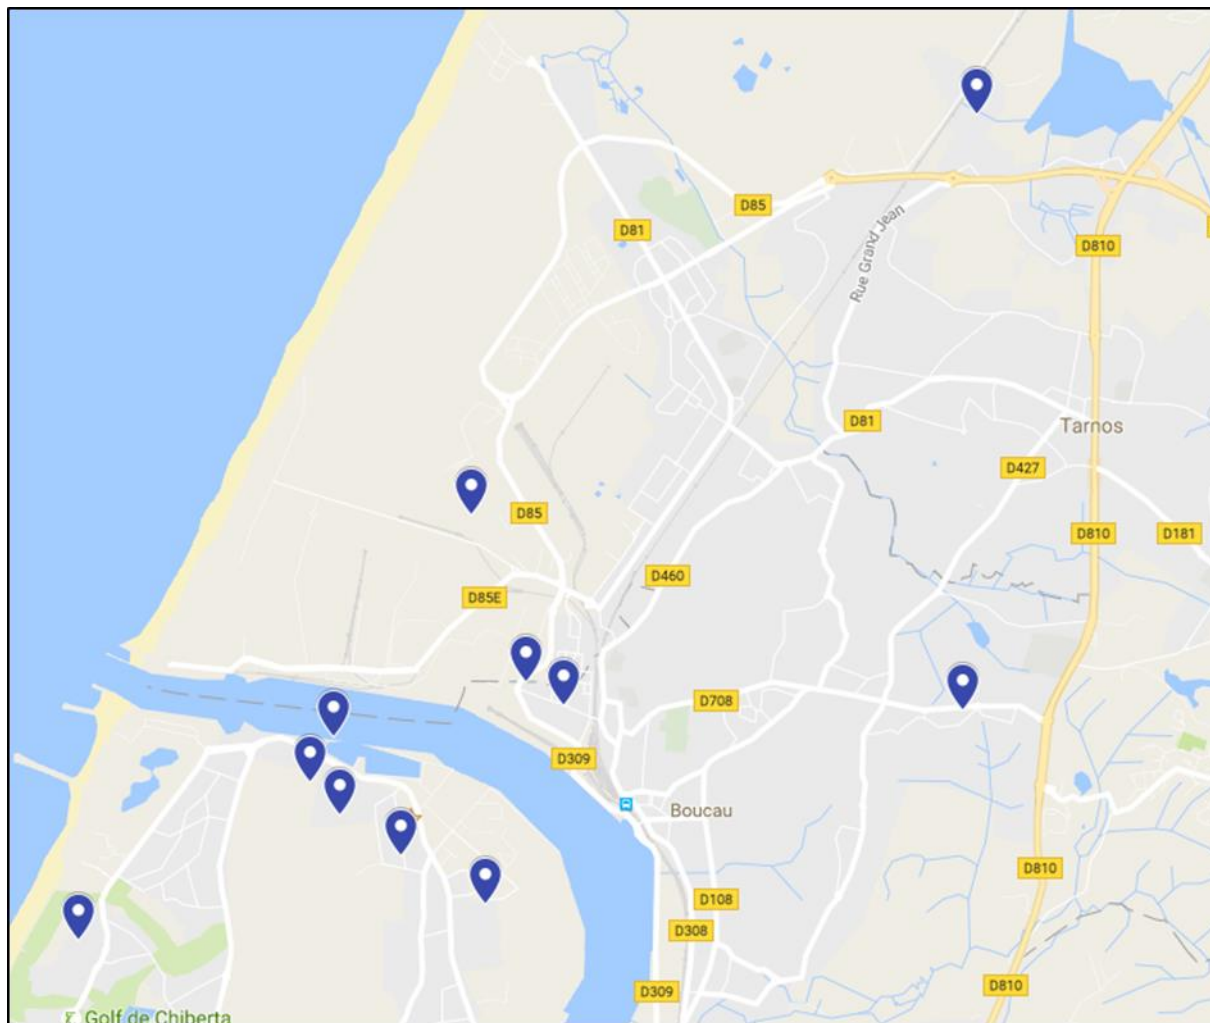 D85
D81
Rue Grand Jean
D810
D81
Tarnos
D427
D85
D810
D181
D460
D85E
D708
D309
Boucau
D810
D108
D308
D810
D309
Golf de Chiberta